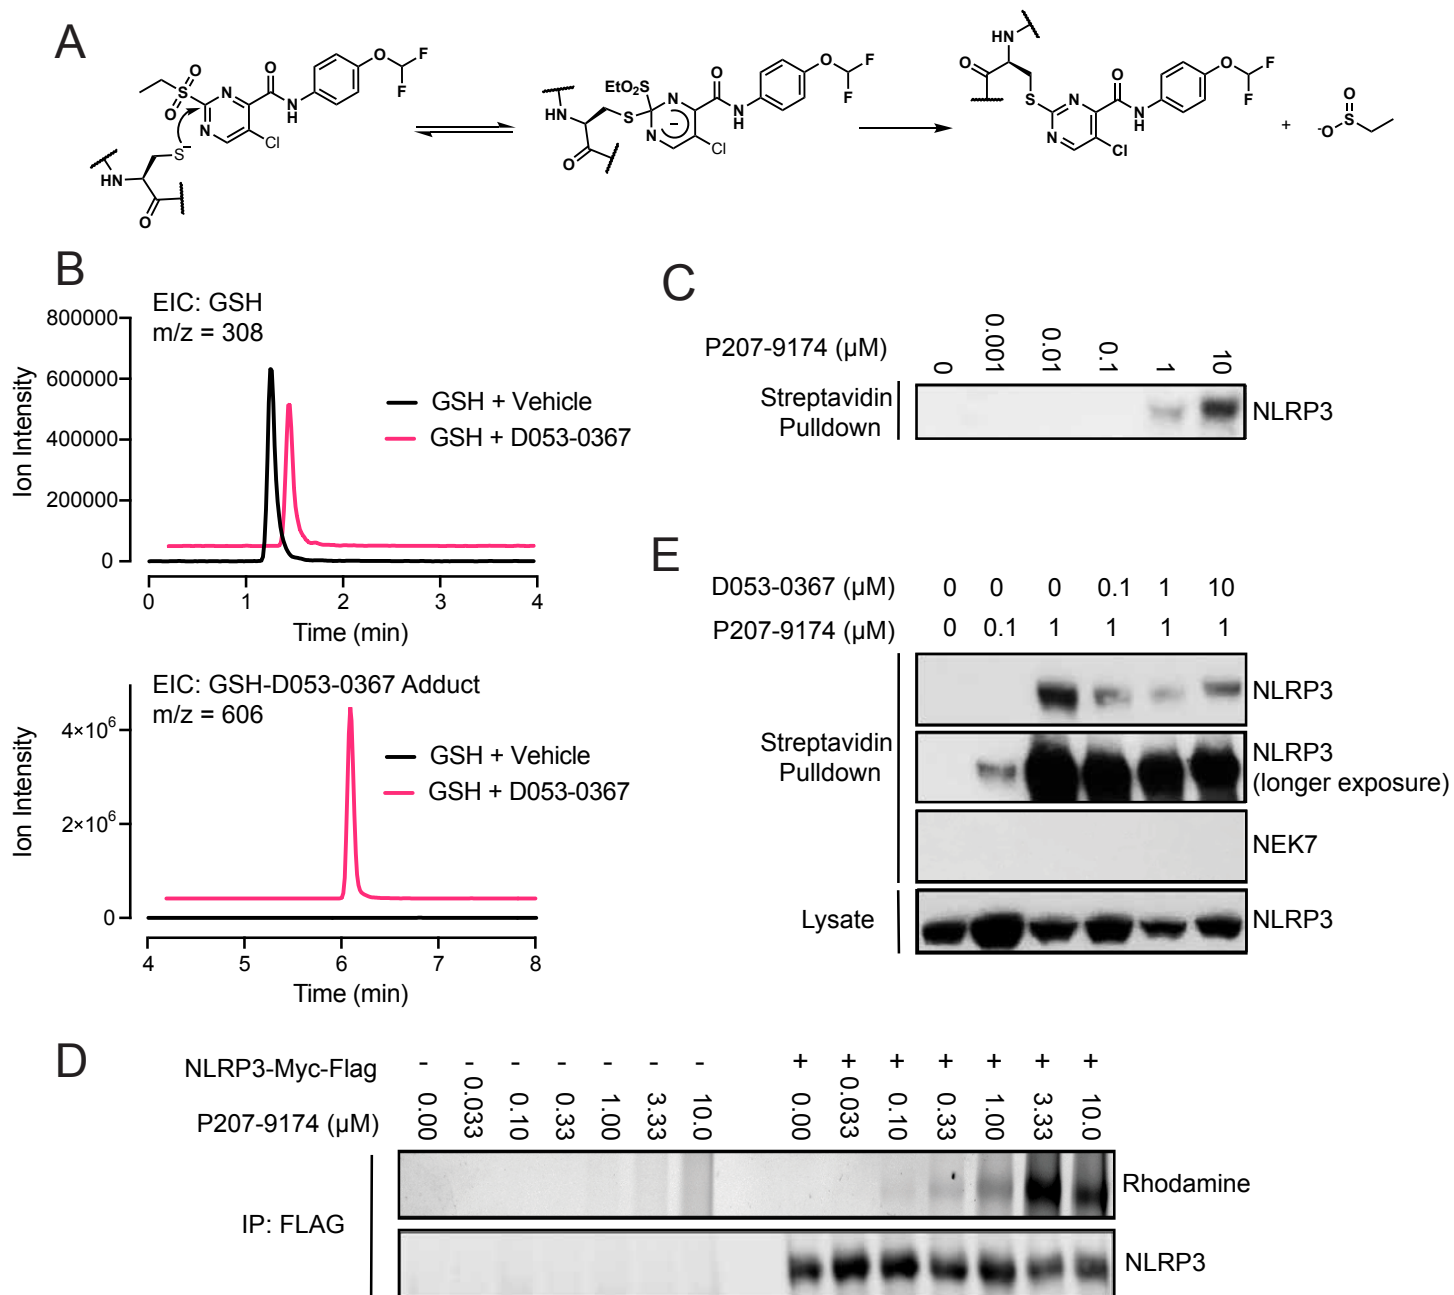 A
O
O
S
N
N
O
N
H
Cl
O
F
F
S-
HN
O
EtO2S
N
N
-
O
N
H
Cl
O
F
F
S
HN
O
HN
O
S
N
N
O
N
H
Cl
O
F
F
+
O
-O
S
B
EIC: GSH
m/z = 308
800000
600000
400000
200000
0
Ion Intensity
GSH + Vehicle
GSH + D053-0367
0 1 2 3 4
Time (min)
EIC: GSH-D053-0367 Adduct
m/z = 606
4×10⁶
2×10⁶
0
Ion Intensity
GSH + Vehicle
GSH + D053-0367
4 5 6 7 8
Time (min)
C
P207-9174 (μM) 0 0.001 0.01 0.1 1 10
Streptavidin
Pulldown
NLRP3
E
D053-0367 (μM) 0 0 0 0.1 1 10
P207-9174 (μM) 0 0.1 1 1 1 1
Streptavidin
Pulldown
NLRP3
NLRP3
(longer exposure)
NEK7
Lysate
NLRP3
D
NLRP3-Myc-Flag - - - - - - - + + + + + + +
P207-9174 (μM) 0.00 0.033 0.10 0.33 1.00 3.33 10.0 0.00 0.033 0.10 0.33 1.00 3.33 10.0
IP: FLAG
Rhodamine
NLRP3